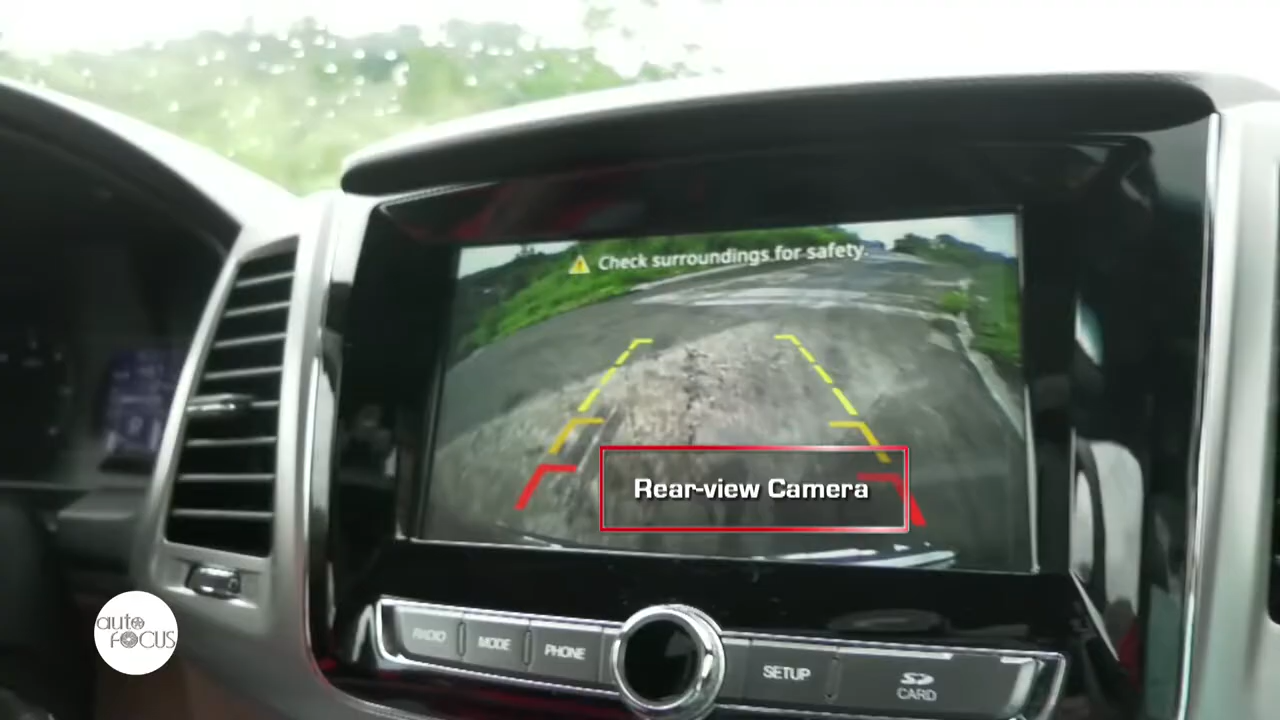 Check surroundings for safety.
Rear-view Camera
auto
FOCUS
RADIO
MODE
PHONE
SETUP
SD
CARD